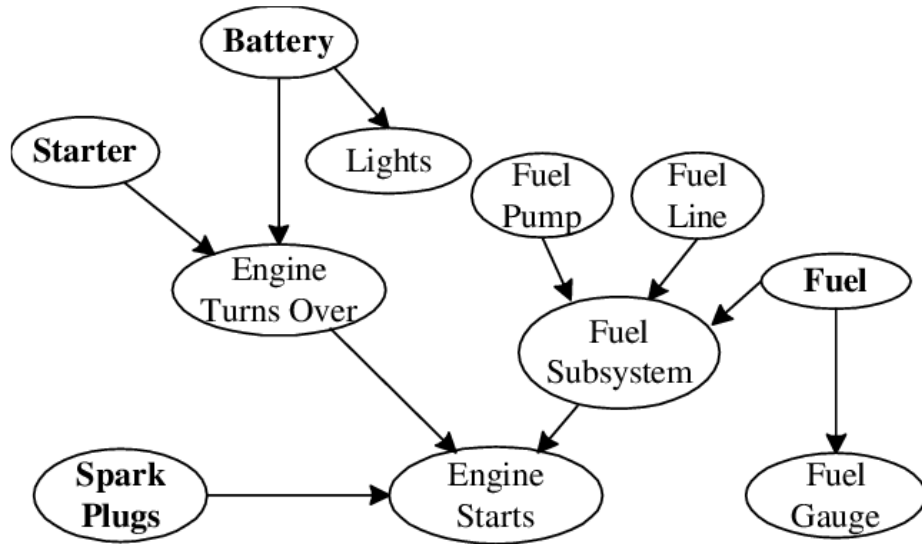 Battery
Starter
Lights
Fuel
Pump
Fuel
Line
Engine
Turns Over
Fuel
Fuel
Subsystem
Spark
Plugs
Engine
Starts
Fuel
Gauge